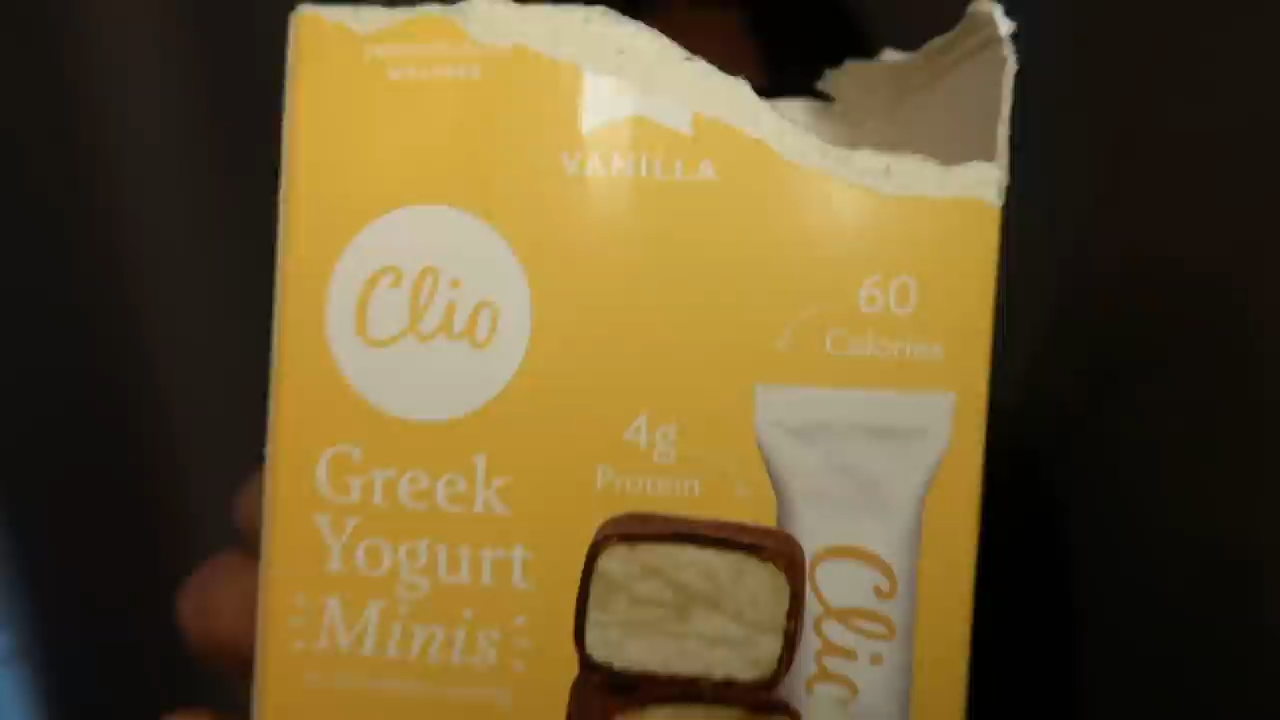 VANILLA
Clio
60
Calories
4g
Protein
Greek
Yogurt
Minis
Clio